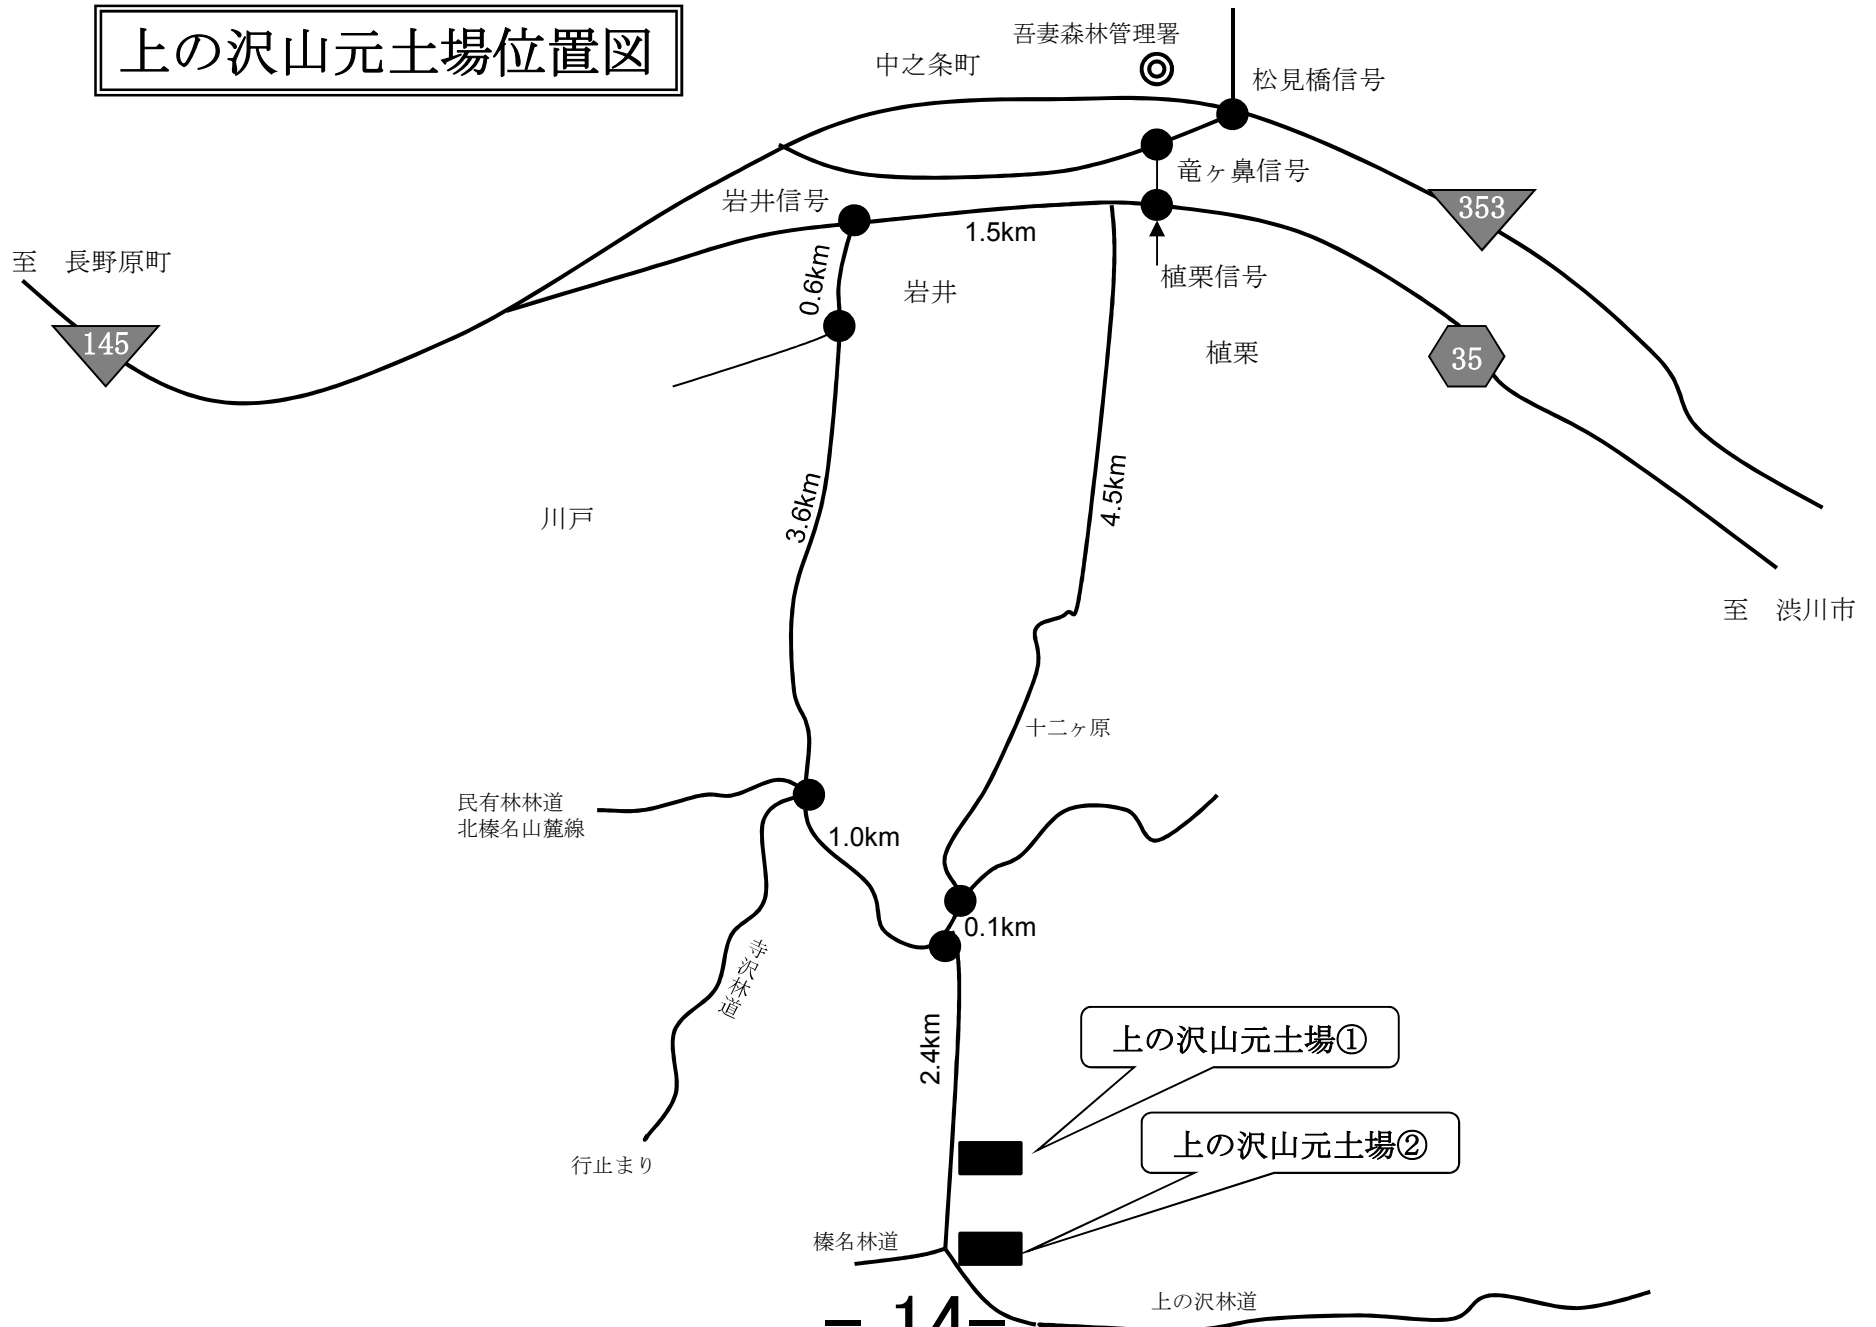 上の沢山元土場位置図
吾妻森林管理署
中之条町
松見橋信号
竜ヶ鼻信号
岩井信号
353
1.5km
至　長野原町
0.6km
岩井
植栗信号
145
植栗
35
3.6km
4.5km
川戸
至　渋川市
十二ヶ原
民有林林道
北榛名山麓線
1.0km
0.1km
寺沢林道
2.4km
上の沢山元土場①
上の沢山元土場②
行止まり
榛名林道
上の沢林道
- 14-